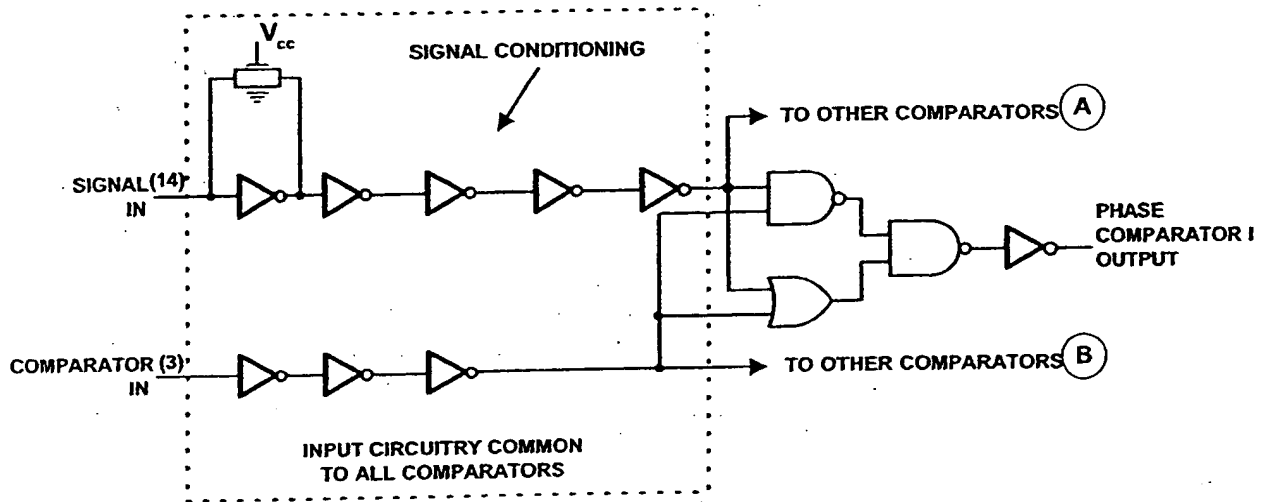 Vcc
SIGNAL CONDITIONING
TO OTHER COMPARATORS A
SIGNAL (14)
IN
PHASE
COMPARATOR I
OUTPUT
COMPARATOR (3)
IN
TO OTHER COMPARATORS B
INPUT CIRCUITRY COMMON
TO ALL COMPARATORS